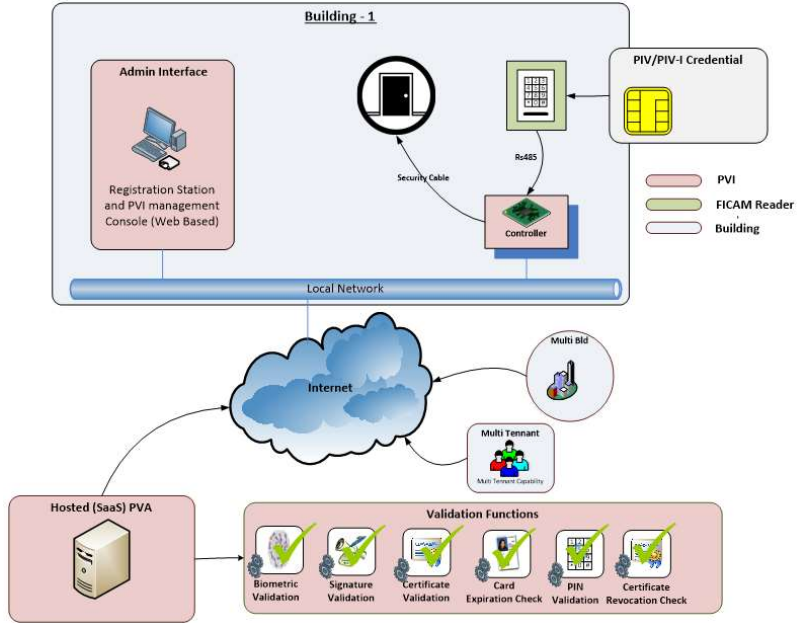 Building - 1
Admin Interface
Registration Station
and PVI management
Console (Web Based)
PIV/PIV-I Credential
Rs485
Security Cable
Controller
PVI
FICAM Reader
Building
Local Network
Internet
Multi Bld
Multi Tennant
Multi Tennant Capability
Hosted (SaaS) PVA
Validation Functions
Biometric
Validation
Signature
Validation
Certificate
Validation
Card
Expiration Check
PIN
Validation
Certificate
Revocation Check